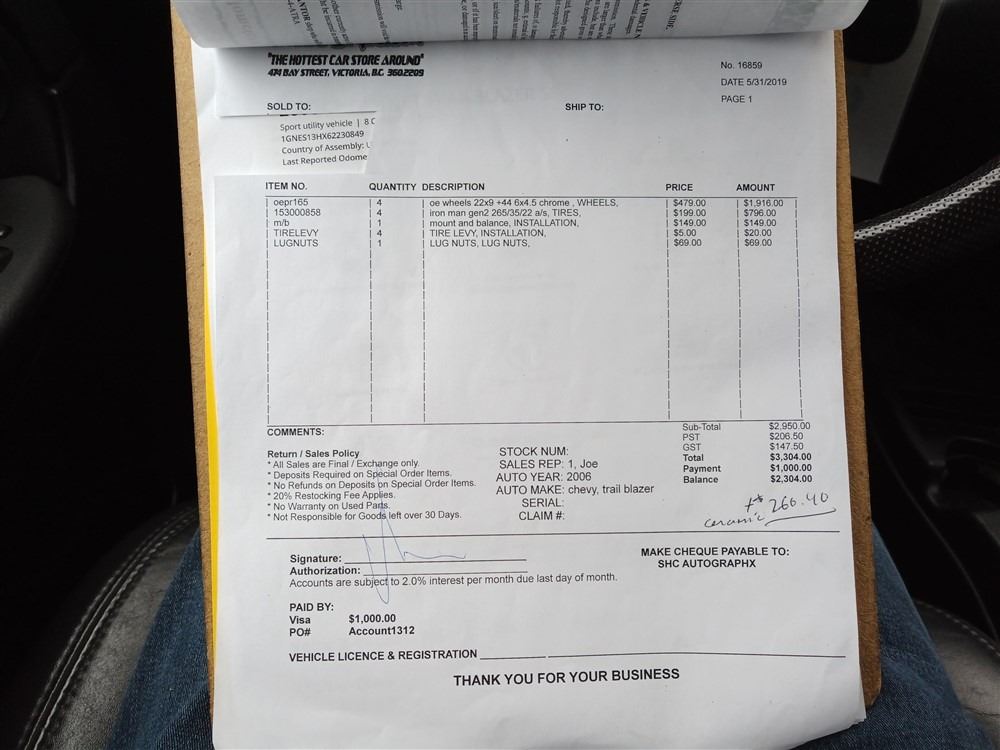 "THE HOTTEST CAR STORE AROUND"
474 BAY STREET, VICTORIA, B.C. 360.2209
No. 16859
DATE 5/31/2019
PAGE 1
SOLD TO:
SHIP TO:
Sport utility vehicle | 8 C
1GNES13HX62230849
Country of Assembly: U
Last Reported Odome
ITEM NO. QUANTITY DESCRIPTION PRICE AMOUNT
oepr165 4 oe wheels 22x9 +44 6x4.5 chrome , WHEELS, $479.00 $1,916.00
153000858 4 iron man gen2 265/35/22 a/s, TIRES, $199.00 $796.00
m/b 1 mount and balance, INSTALLATION, $149.00 $149.00
TIRELEVY 4 TIRE LEVY, INSTALLATION, $5.00 $20.00
LUGNUTS 1 LUG NUTS, LUG NUTS, $69.00 $69.00
COMMENTS:
Return / Sales Policy
* All Sales are Final / Exchange only.
* Deposits Required on Special Order Items.
* No Refunds on Deposits on Special Order Items.
* 20% Restocking Fee Applies.
* No Warranty on Used Parts.
* Not Responsible for Goods left over 30 Days.
STOCK NUM:
SALES REP: 1, Joe
AUTO YEAR: 2006
AUTO MAKE: chevy, trail blazer
SERIAL:
CLAIM #:
Sub-Total $2,950.00
PST $206.50
GST $147.50
Total $3,304.00
Payment $1,000.00
Balance $2,304.00
+$ 260.40
ceramic
Signature:
Authorization:
Accounts are subject to 2.0% interest per month due last day of month.
MAKE CHEQUE PAYABLE TO:
SHC AUTOGRAPHX
PAID BY:
Visa $1,000.00
PO# Account1312
VEHICLE LICENCE & REGISTRATION
THANK YOU FOR YOUR BUSINESS